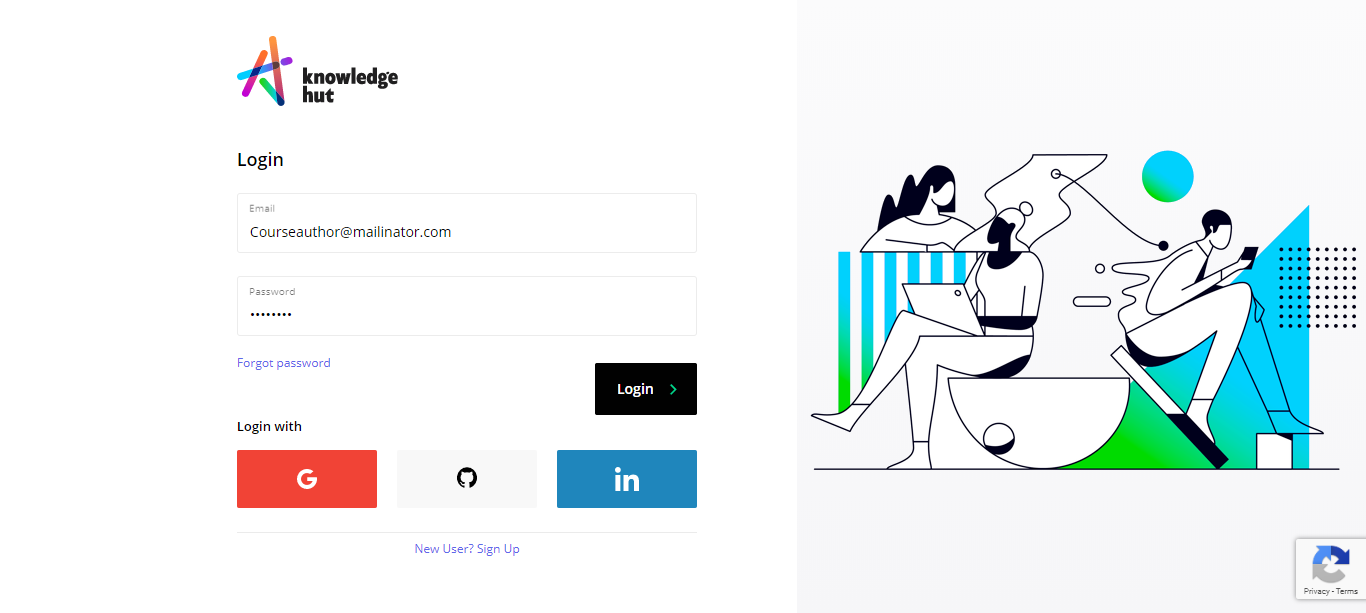 knowledge
hut
Login
Email
Courseauthor@mailinator.com
Password
••••••••
Forgot password
Login
Login with
in
New User? Sign Up
Privacy - Terms